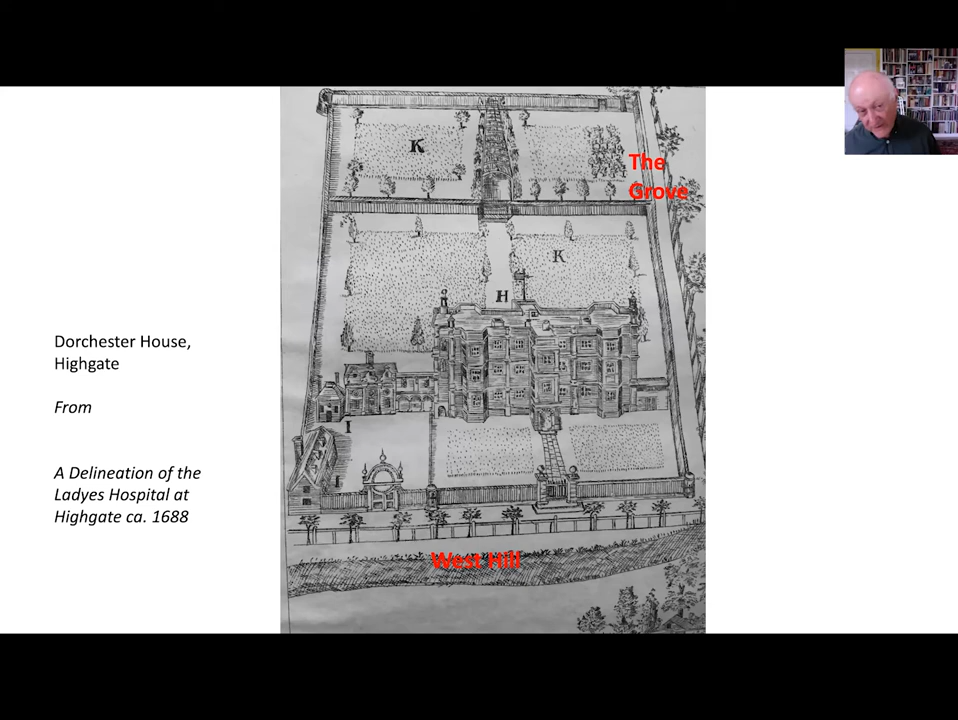 K
The
Grove
K
H
Dorchester House,
Highgate
From
I
A Delineation of the
Ladyes Hospital at
Highgate ca. 1688
West Hill